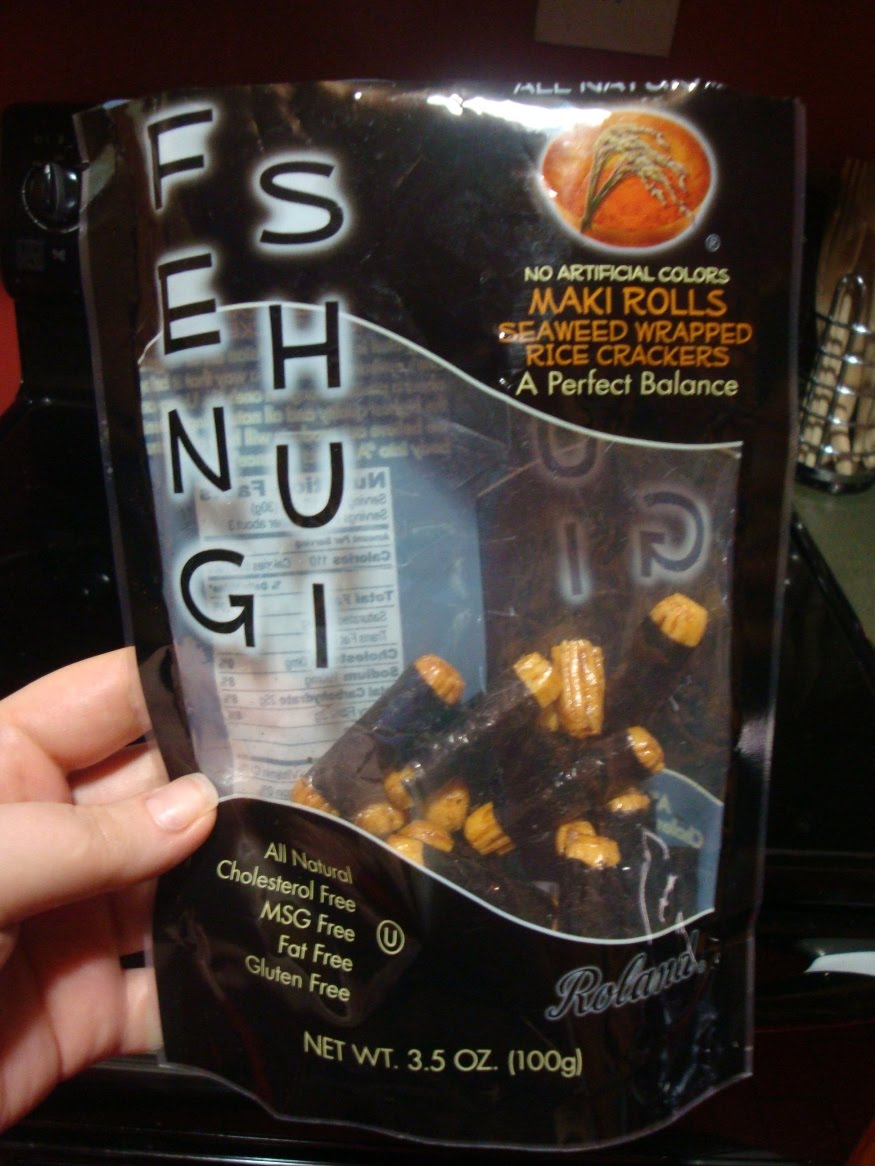 FENG
SHUGI
NO ARTIFICIAL COLORS
MAKI ROLLS
SEAWEED WRAPPED
RICE CRACKERS
A Perfect Balance
All Natural
Cholesterol Free
MSG Free
Fat Free
Gluten Free
U
Roland
NET WT. 3.5 OZ. (100g)